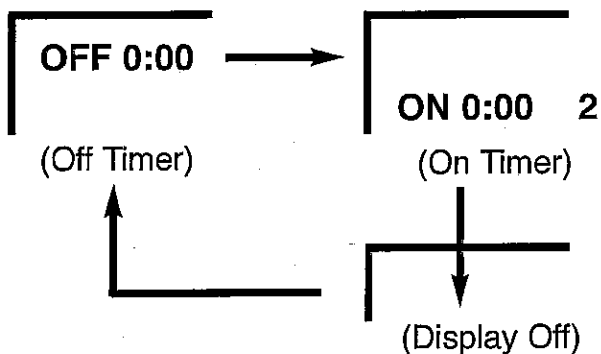 OFF 0:00
ON 0:00 2
(Off Timer)
(On Timer)
(Display Off)